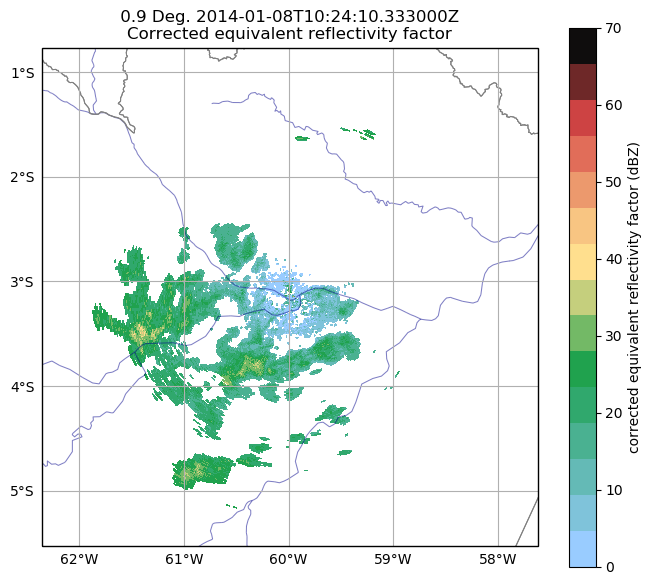 0.9 Deg. 2014-01-08T10:24:10.333000Z
Corrected equivalent reflectivity factor
1°S
2°S
3°S
4°S
5°S
62°W
61°W
60°W
59°W
58°W
70
60
50
40
30
20
10
0
corrected equivalent reflectivity factor (dBZ)